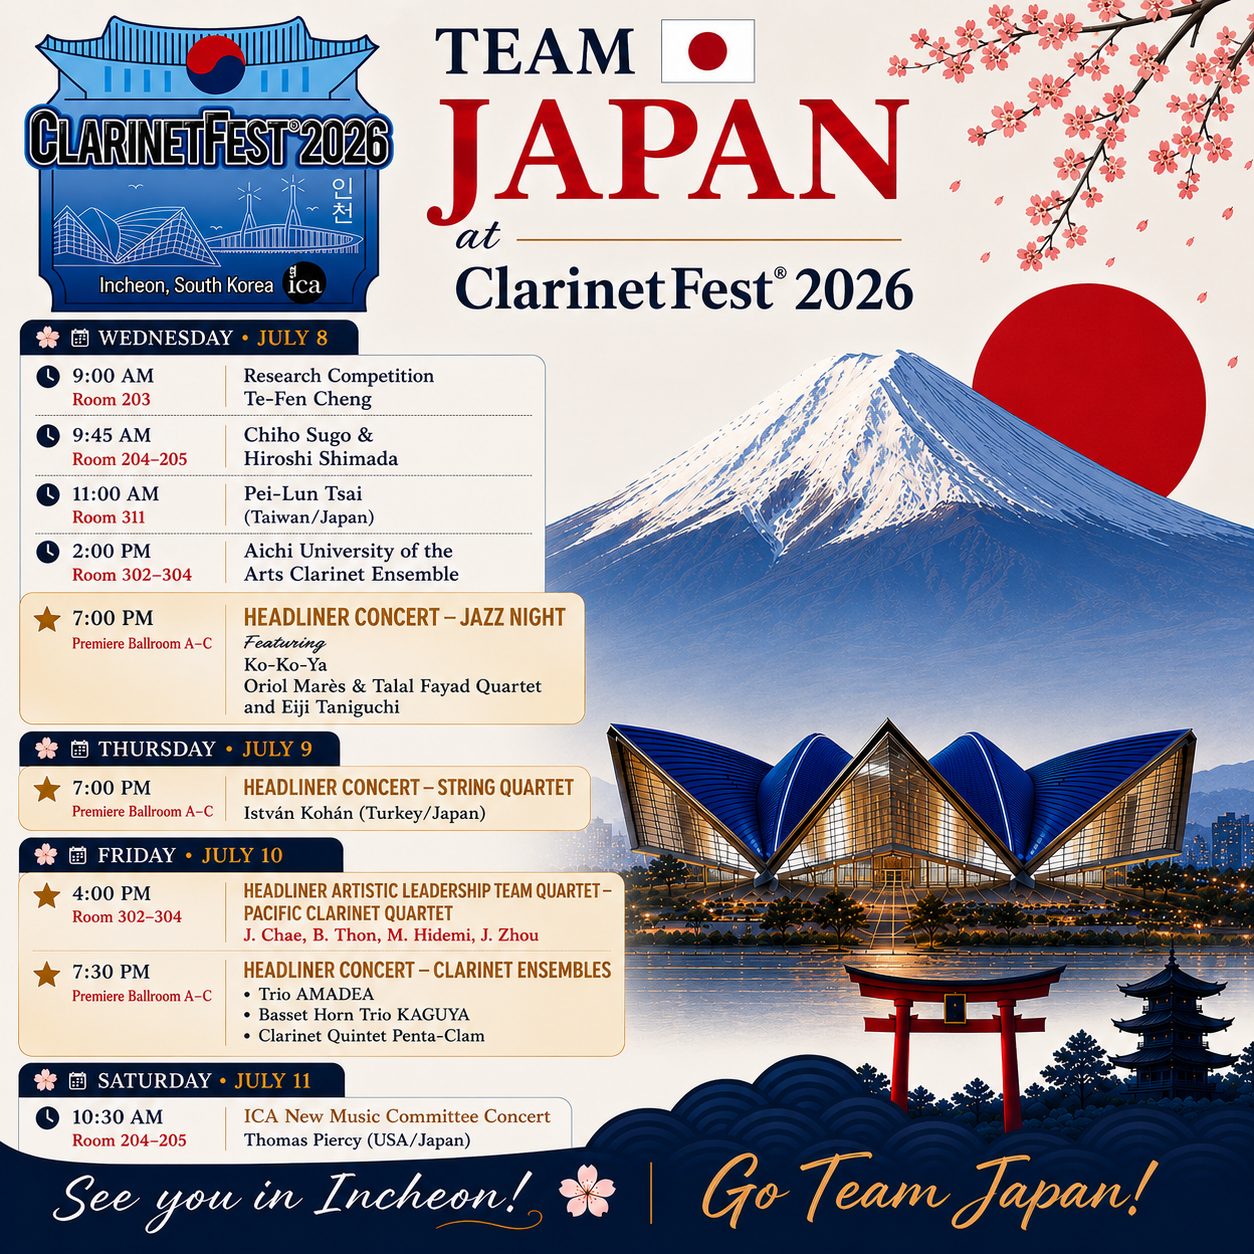 CLARINETFEST® 2026
인천
Incheon, South Korea
ica
TEAM
JAPAN
at
ClarinetFest® 2026
WEDNESDAY • JULY 8
9:00 AM
Room 203
Research Competition
Te-Fen Cheng
9:45 AM
Room 204–205
Chiho Sugo &
Hiroshi Shimada
11:00 AM
Room 311
Pei-Lun Tsai
(Taiwan/Japan)
2:00 PM
Room 302–304
Aichi University of the
Arts Clarinet Ensemble
7:00 PM
Premiere Ballroom A–C
HEADLINER CONCERT – JAZZ NIGHT
Featuring
Ko-Ko-Ya
Oriol Marès & Talal Fayad Quartet
and Eiji Taniguchi
THURSDAY • JULY 9
7:00 PM
Premiere Ballroom A–C
HEADLINER CONCERT – STRING QUARTET
István Kohán (Turkey/Japan)
FRIDAY • JULY 10
4:00 PM
Room 302–304
HEADLINER ARTISTIC LEADERSHIP TEAM QUARTET –
PACIFIC CLARINET QUARTET
J. Chae, B. Thon, M. Hidemi, J. Zhou
7:30 PM
Premiere Ballroom A–C
HEADLINER CONCERT – CLARINET ENSEMBLES
• Trio AMADEA
• Basset Horn Trio KAGUYA
• Clarinet Quintet Penta-Clam
SATURDAY • JULY 11
10:30 AM
Room 204–205
ICA New Music Committee Concert
Thomas Piercy (USA/Japan)
See you in Incheon!
Go Team Japan!